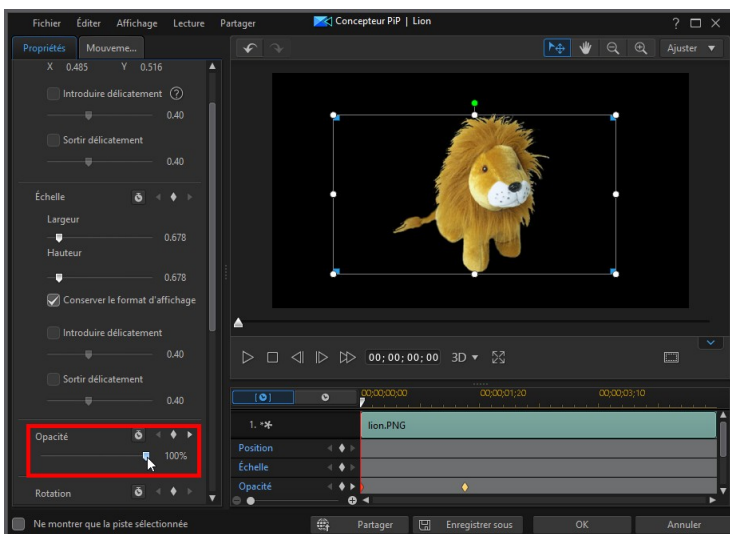 Fichier Éditer Affichage Lecture Partager Concepteur PiP | Lion ?
Propriétés Mouveme... Ajuster
X 0.485 Y 0.516
Introduire délicatement ?
0.40
Sortir délicatement
0.40
Échelle
Largeur
0.678
Hauteur
0.678
Conserver le format d'affichage
Introduire délicatement
0.40
Sortir délicatement
0.40
Opacité
100%
Rotation
00;00;00;00 3D
00;00;00;00 00;00;01;20 00;00;03;10
1. lion.PNG
Position
Échelle
Opacité
Ne montrer que la piste sélectionnée Partager Enregistrer sous OK Annuler